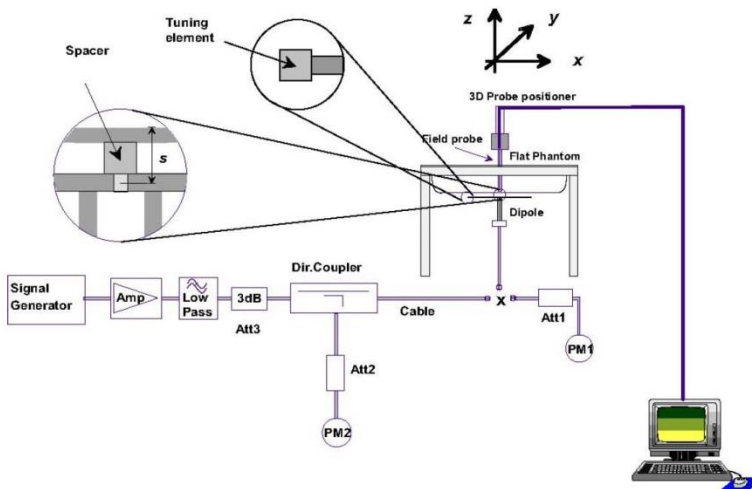 Tuning
element
Spacer
s
z
y
x
3D Probe positioner
Field probe
Flat Phantom
Dipole
Signal
Generator
Amp
Low
Pass
3dB
Att3
Dir.Coupler
Cable
x
Att1
PM1
Att2
PM2